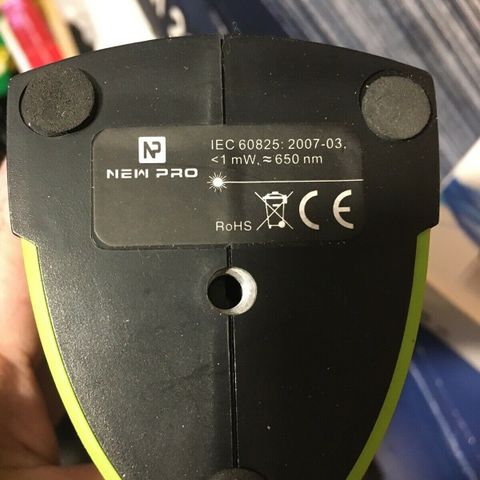 NP
NEW PRO
IEC 60825: 2007-03,
<1 mW, ≈ 650 nm
RoHS CE